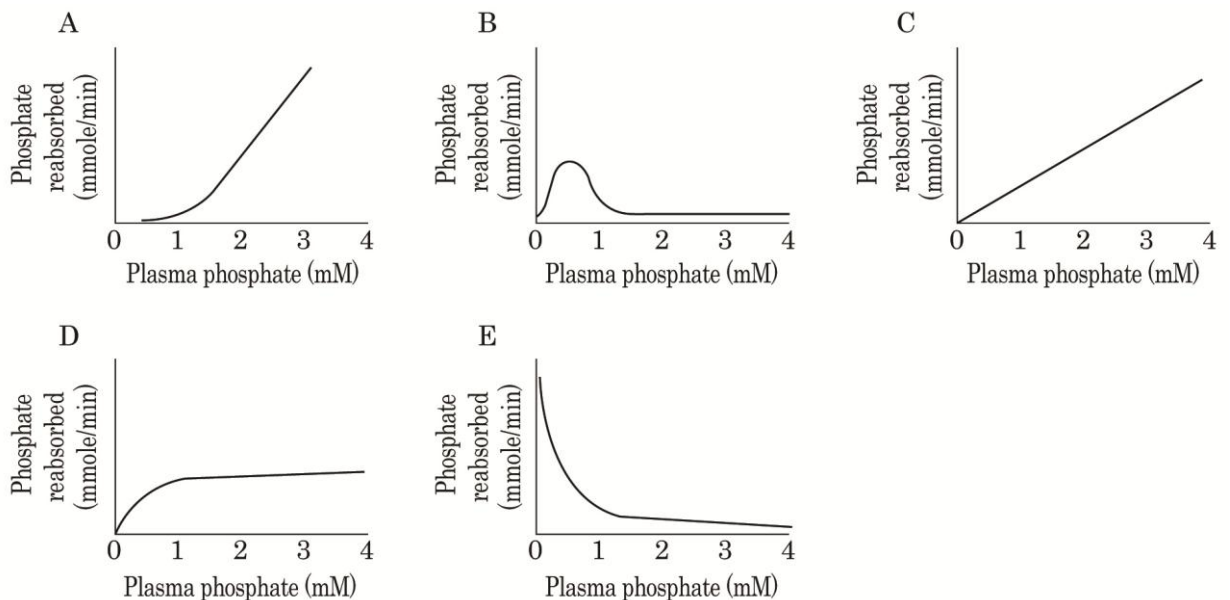 A
Phosphate
reabsorbed
(mmole/min)
0 1 2 3 4
Plasma phosphate (mM)
B
Phosphate
reabsorbed
(mmole/min)
0 1 2 3 4
Plasma phosphate (mM)
C
Phosphate
reabsorbed
(mmole/min)
0 1 2 3 4
Plasma phosphate (mM)
D
Phosphate
reabsorbed
(mmole/min)
0 1 2 3 4
Plasma phosphate (mM)
E
Phosphate
reabsorbed
(mmole/min)
0 1 2 3 4
Plasma phosphate (mM)